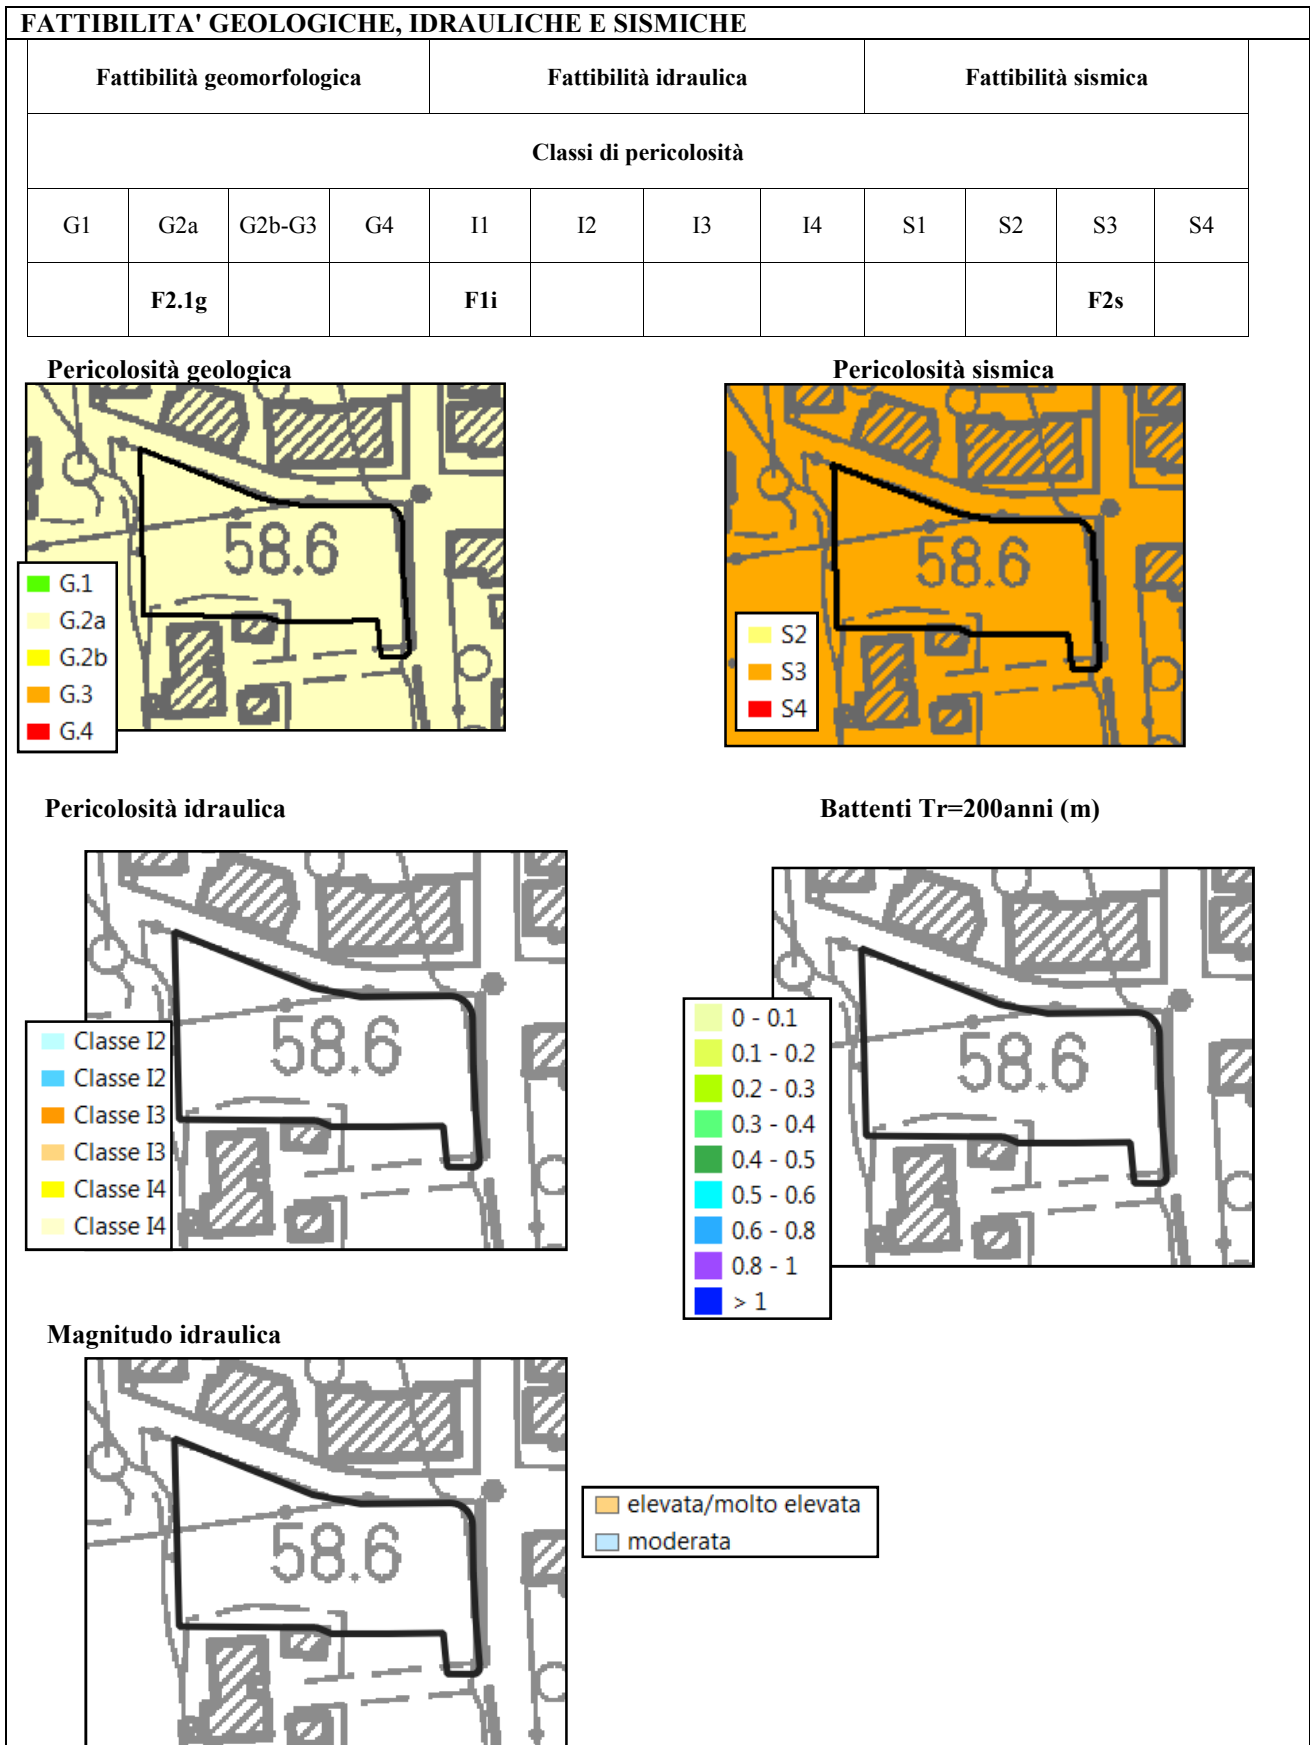 FATTIBILITA' GEOLOGICHE, IDRAULICHE E SISMICHE
Fattibilità geomorfologica Fattibilità idraulica Fattibilità sismica
Classi di pericolosità
G1 G2a G2b-G3 G4 I1 I2 I3 I4 S1 S2 S3 S4
F2.1g F1i F2s
Pericolosità geologica
58.6
G.1
G.2a
G.2b
G.3
G.4
Pericolosità sismica
58.6
S2
S3
S4
Pericolosità idraulica
58.6
Classe I2
Classe I2
Classe I3
Classe I3
Classe I4
Classe I4
Battenti Tr=200anni (m)
58.6
0 - 0.1
0.1 - 0.2
0.2 - 0.3
0.3 - 0.4
0.4 - 0.5
0.5 - 0.6
0.6 - 0.8
0.8 - 1
> 1
Magnitudo idraulica
58.6
elevata/molto elevata
moderata